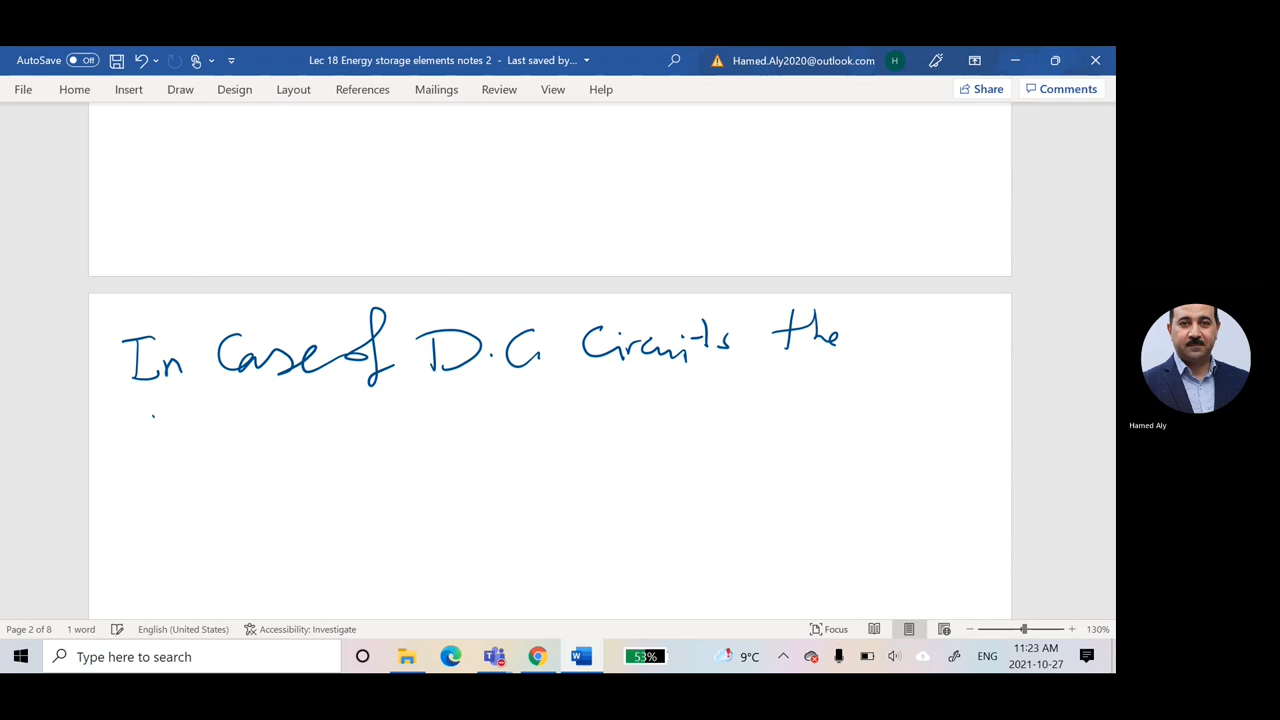 AutoSave Off Lec 18 Energy storage elements notes 2 - Last saved by... Hamed.Aly2020@outlook.com H
File Home Insert Draw Design Layout References Mailings Review View Help Share Comments
In Case of D.C Circuits the
Hamed Aly
Page 2 of 8 1 word English (United States) Accessibility: Investigate Focus 130%
Type here to search 53% 9°C ENG 11:23 AM
2021-10-27